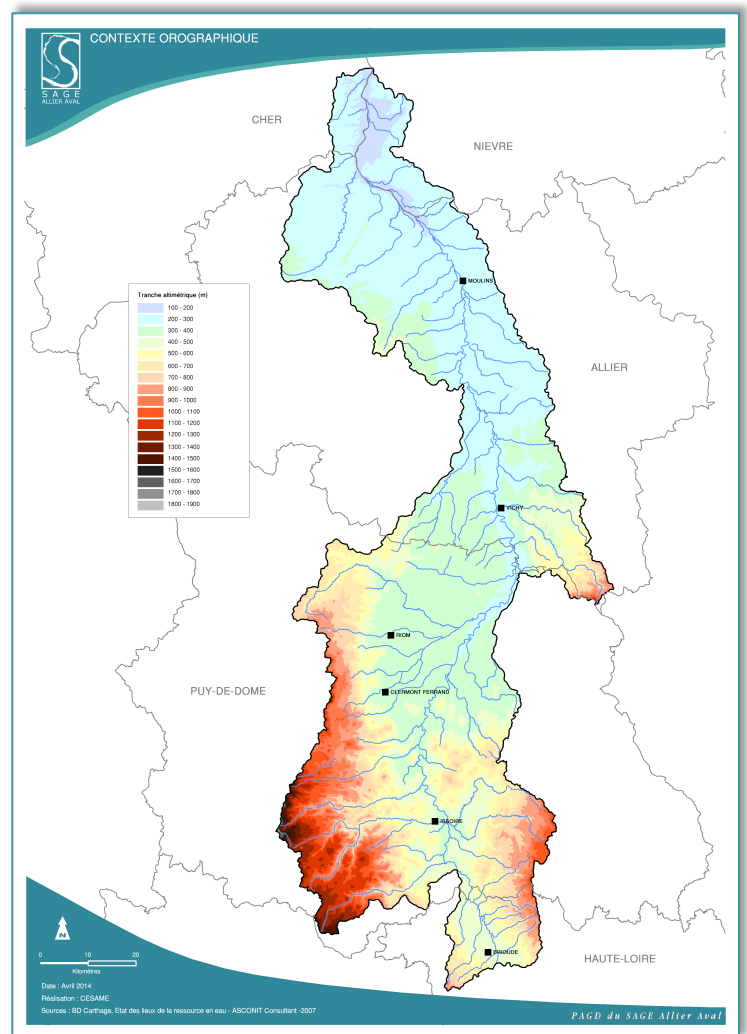 CONTEXTE OROGRAPHIQUE
SAGE
ALLIER AVAL
CHER
NIEVRE
MOULINS
Tranche altimétrique (m)
100 - 200
200 - 300
300 - 400
400 - 500
500 - 600
600 - 700
700 - 800
800 - 900
900 - 1000
1000 - 1100
1100 - 1200
1200 - 1300
1300 - 1400
1400 - 1500
1500 - 1600
1600 - 1700
1700 - 1800
1800 - 1900
ALLIER
VICHY
RIOM
PUY-DE-DOME
CLERMONT FERRAND
ISSOIRE
BRIOUDE
HAUTE-LOIRE
N
0 10 20
Kilomètres
Date : Avril 2014
Réalisation : CESAME
Sources : BD Carthage, Etat des lieux de la ressource en eau - ASCONIT Consultant -2007
PAGD du SAGE Allier Aval